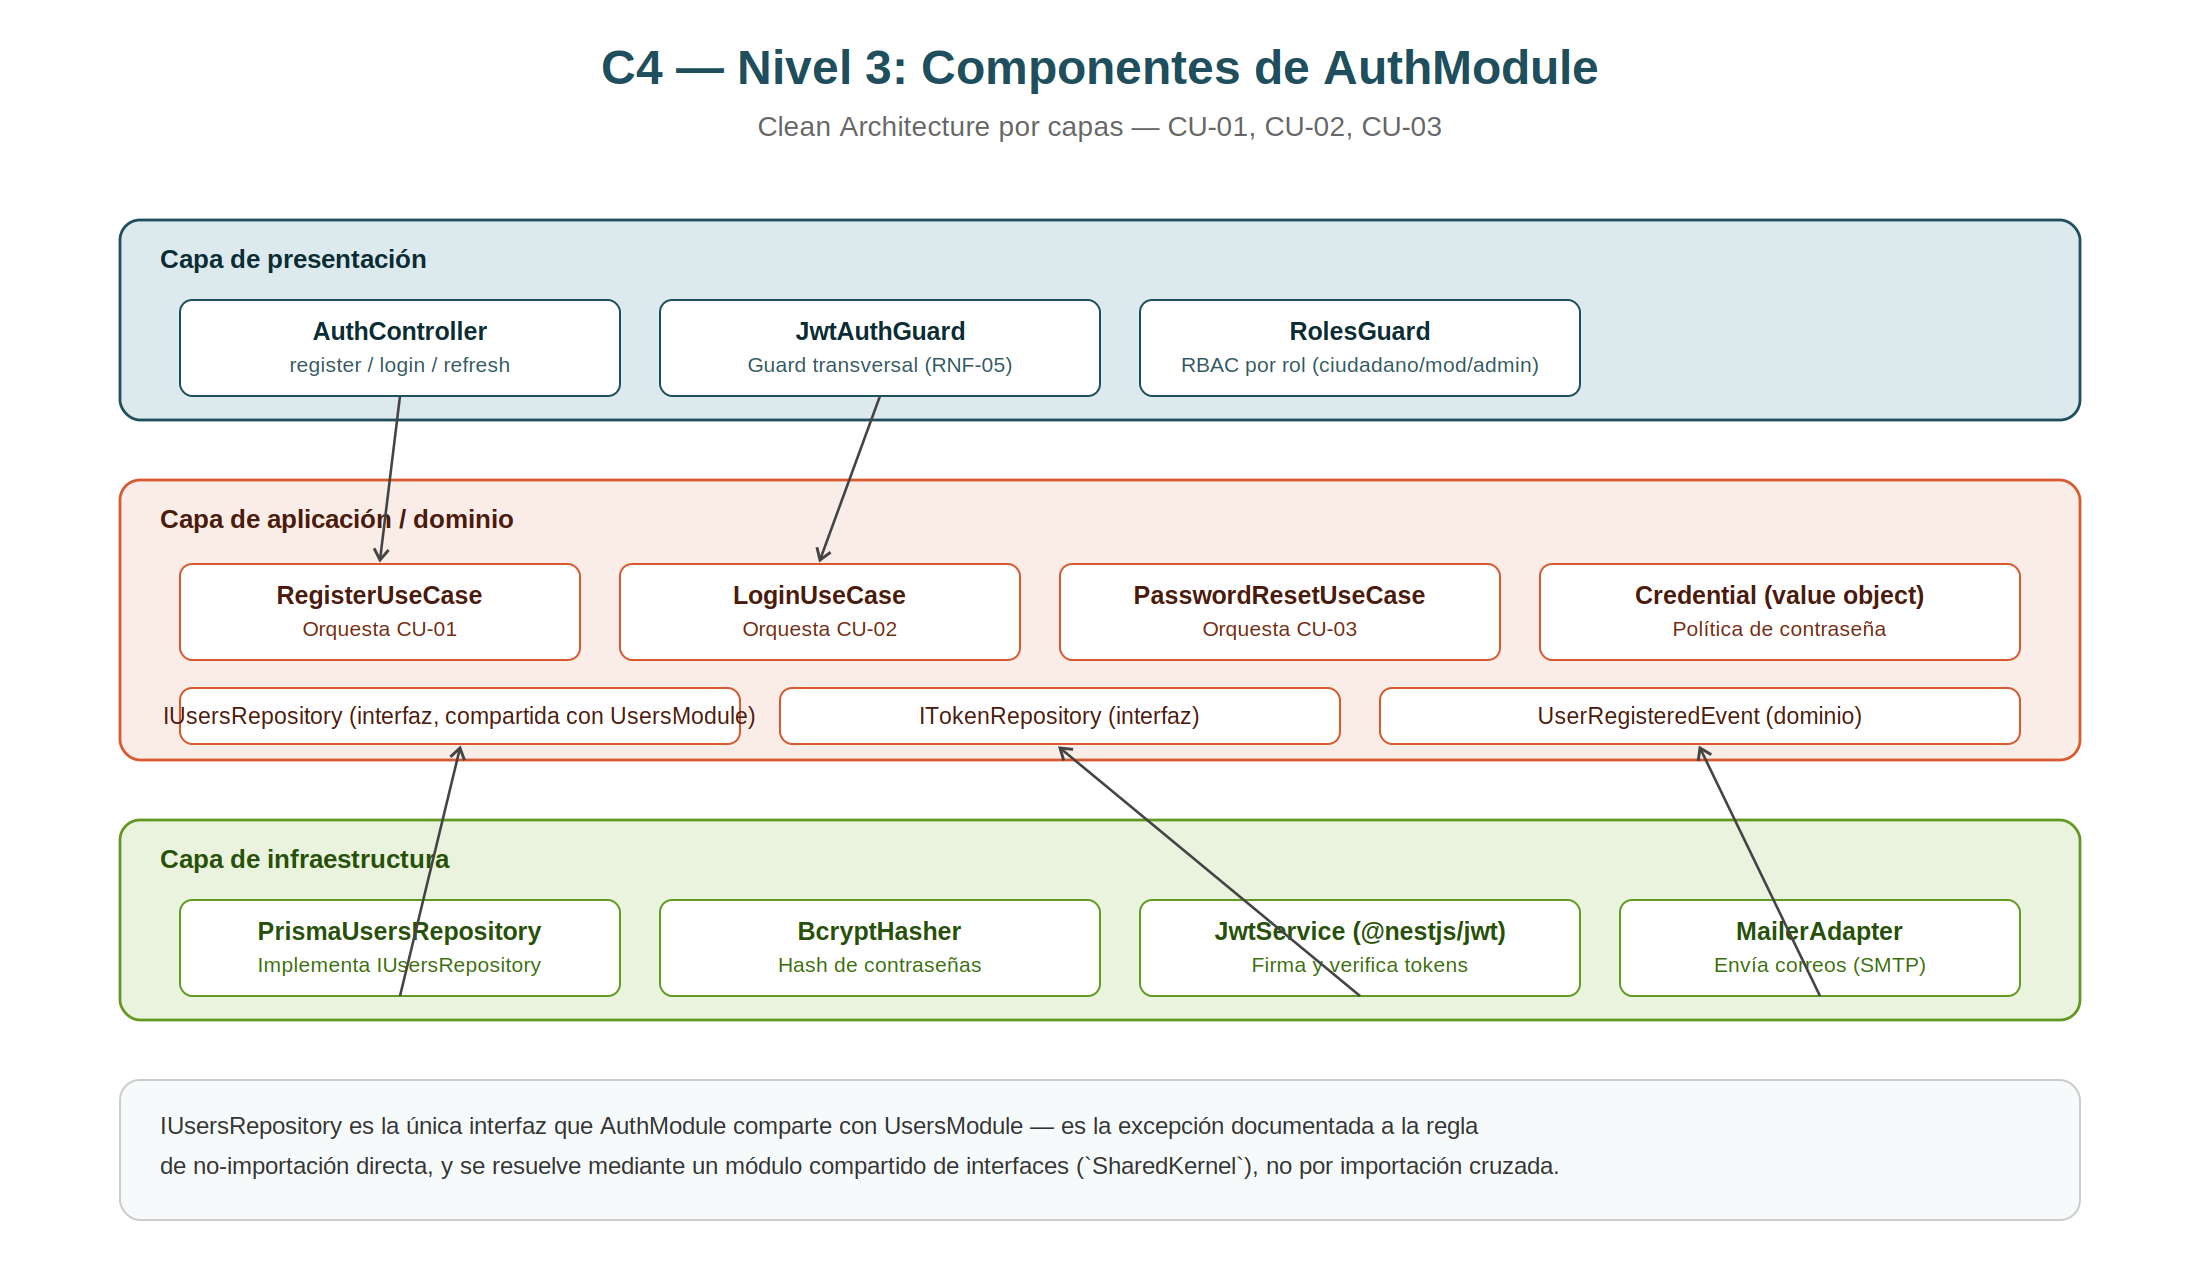 C4 — Nivel 3: Componentes de AuthModule
Clean Architecture por capas — CU-01, CU-02, CU-03
Capa de presentación
AuthController
register / login / refresh
JwtAuthGuard
Guard transversal (RNF-05)
RolesGuard
RBAC por rol (ciudadano/mod/admin)
Capa de aplicación / dominio
RegisterUseCase
Orquesta CU-01
LoginUseCase
Orquesta CU-02
PasswordResetUseCase
Orquesta CU-03
Credential (value object)
Política de contraseña
IUsersRepository (interfaz, compartida con UsersModule)
ITokenRepository (interfaz)
UserRegisteredEvent (dominio)
Capa de infraestructura
PrismaUsersRepository
Implementa IUsersRepository
BcryptHasher
Hash de contraseñas
JwtService (@nestjs/jwt)
Firma y verifica tokens
MailerAdapter
Envía correos (SMTP)
IUsersRepository es la única interfaz que AuthModule comparte con UsersModule — es la excepción documentada a la regla
de no-importación directa, y se resuelve mediante un módulo compartido de interfaces (`SharedKernel`), no por importación cruzada.